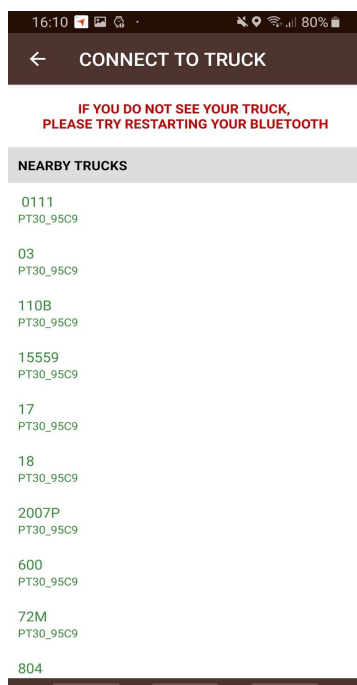 16:10 80%
CONNECT TO TRUCK
IF YOU DO NOT SEE YOUR TRUCK,
PLEASE TRY RESTARTING YOUR BLUETOOTH
NEARBY TRUCKS
0111
PT30_95C9
03
PT30_95C9
110B
PT30_95C9
15559
PT30_95C9
17
PT30_95C9
18
PT30_95C9
2007P
PT30_95C9
600
PT30_95C9
72M
PT30_95C9
804